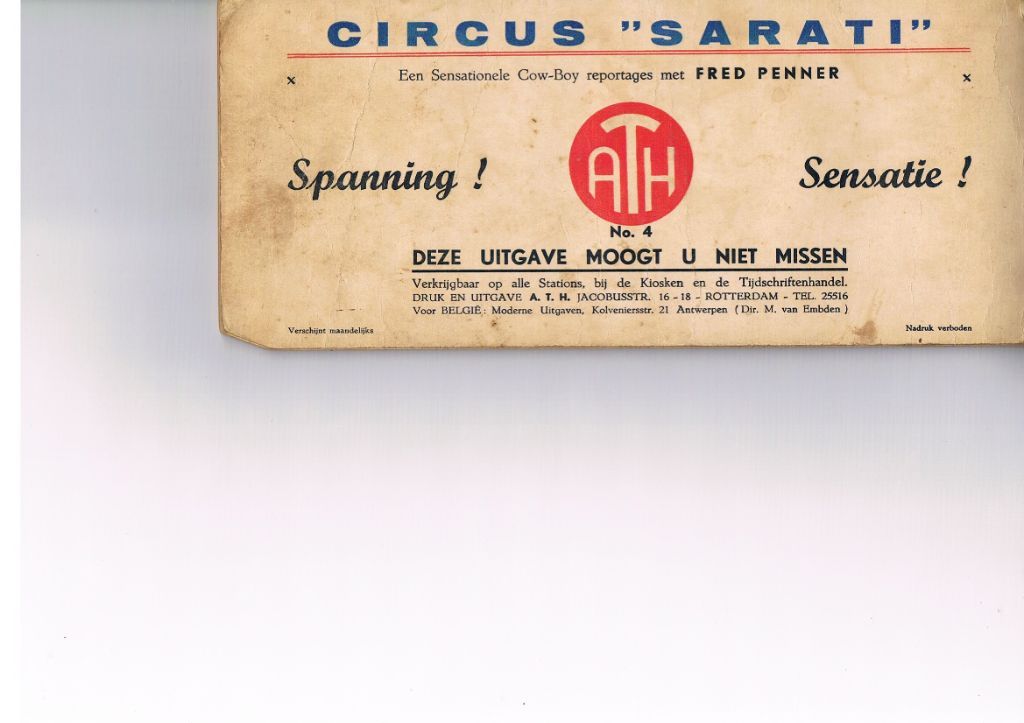 CIRCUS "SARATI"
x Een Sensationele Cow-Boy reportages met FRED PENNER x
Spanning !
ATH
Sensatie !
No. 4
DEZE UITGAVE MOOGT U NIET MISSEN
Verkrijgbaar op alle Stations, bij de Kiosken en de Tijdschriftenhandel.
DRUK EN UITGAVE A. T. H. JACOBUSSTR. 16 - 18 - ROTTERDAM - TEL. 25516
Voor BELGIË: Moderne Uitgaven, Kolveniersstr. 21 Antwerpen ( Dir. M. van Embden )
Verschijnt maandelijks
Nadruk verboden